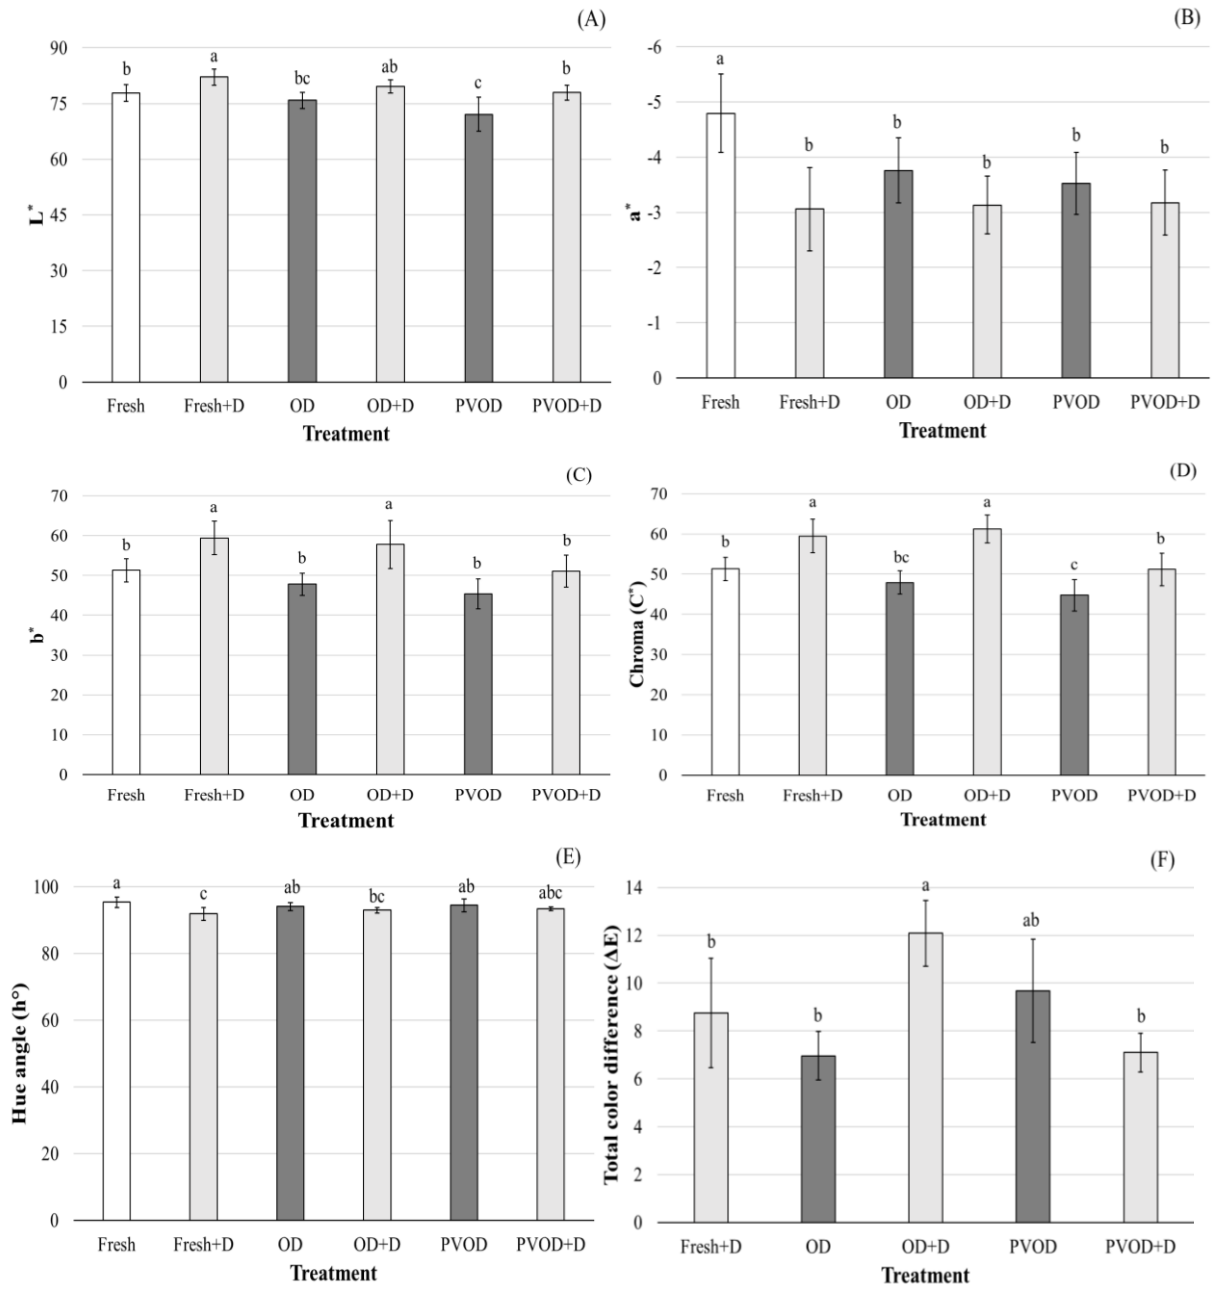 (A)
90
75
60
45
30
15
0
L*
b
a
bc
ab
c
b
Fresh Fresh+D OD OD+D PVOD PVOD+D
Treatment
(B)
-6
-5
-4
-3
-2
-1
0
a*
a
b
b
b
b
b
Fresh Fresh+D OD OD+D PVOD PVOD+D
Treatment
(C)
70
60
50
40
30
20
10
0
b*
b
a
b
a
b
b
Fresh Fresh+D OD OD+D PVOD PVOD+D
Treatment
(D)
70
60
50
40
30
20
10
0
Chroma (C*)
b
a
bc
a
c
b
Fresh Fresh+D OD OD+D PVOD PVOD+D
Treatment
(E)
100
80
60
40
20
0
Hue angle (h°)
a
c
ab
bc
ab
abc
Fresh Fresh+D OD OD+D PVOD PVOD+D
Treatment
(F)
14
12
10
8
6
4
2
0
Total color difference (ΔE)
b
b
a
ab
b
Fresh+D OD OD+D PVOD PVOD+D
Treatment